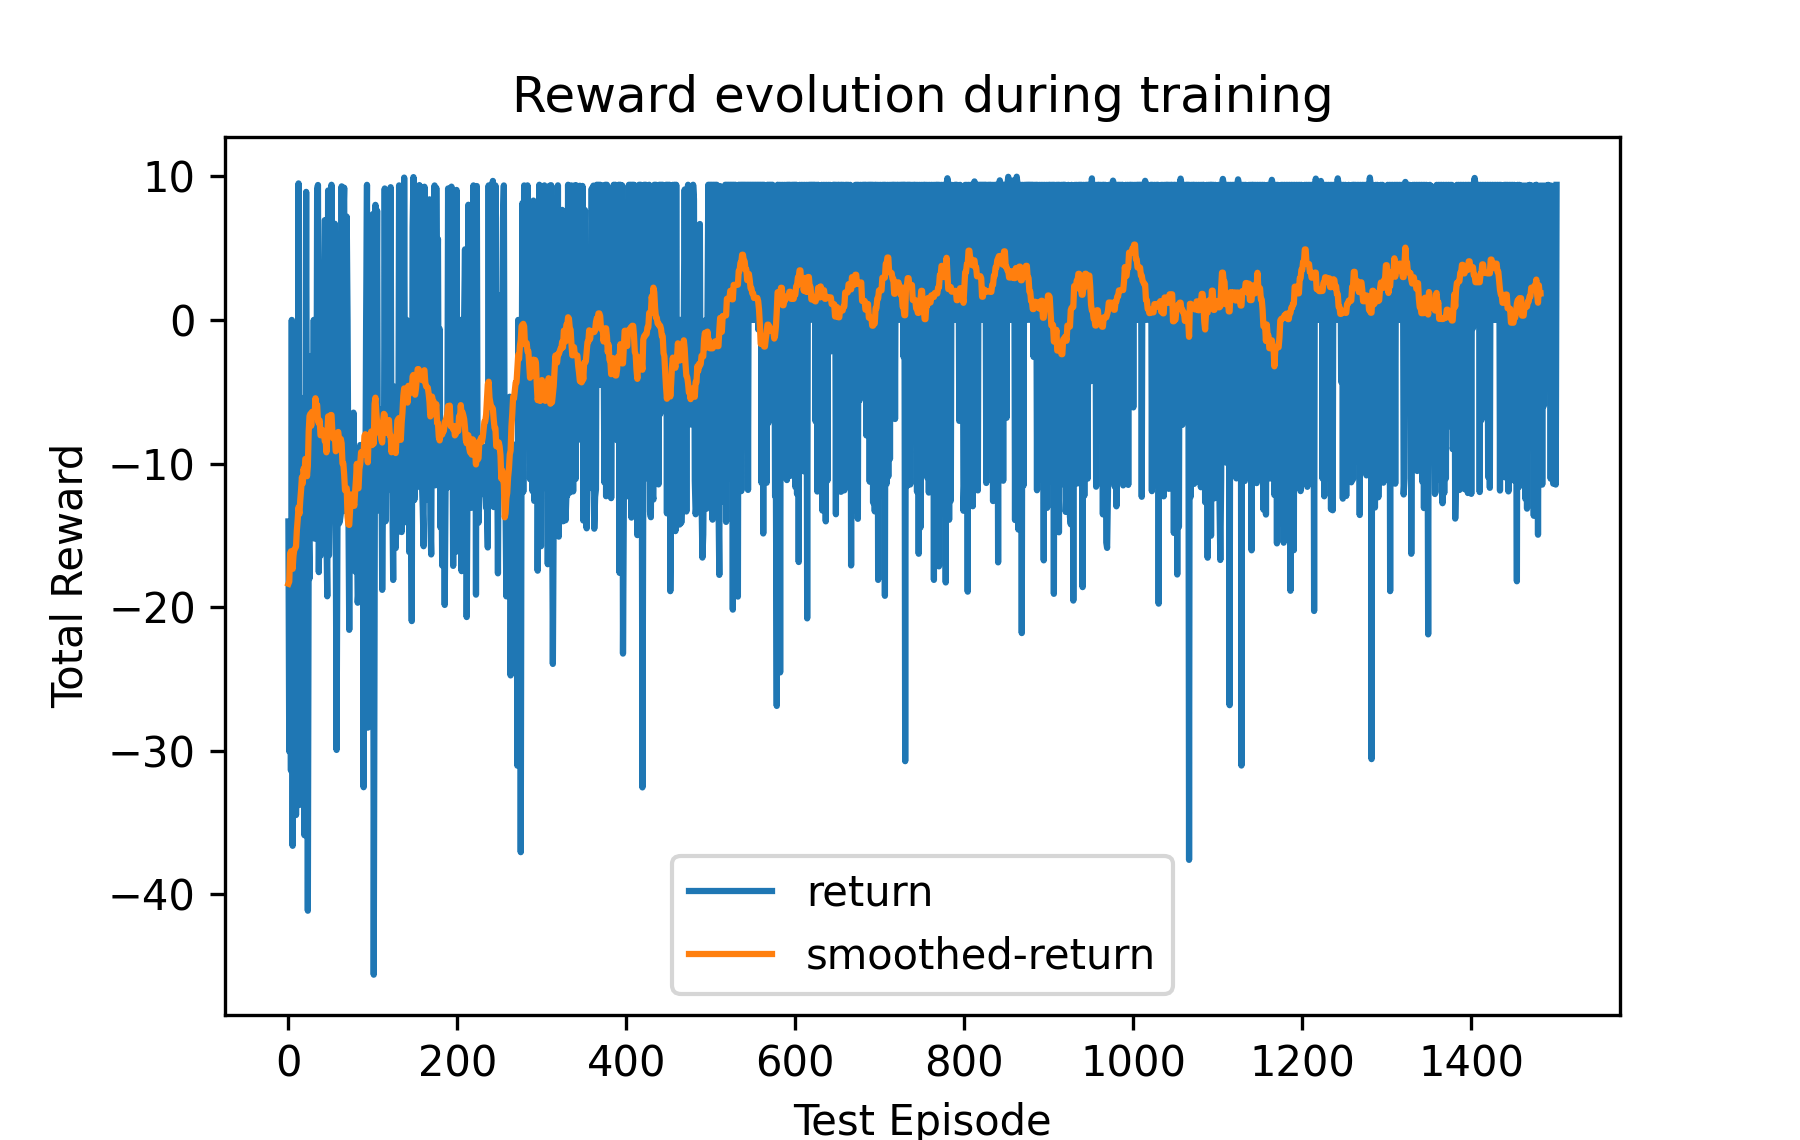 Reward evolution during training
10
0
−10
−20
−30
−40
Total Reward
return
smoothed-return
0 200 400 600 800 1000 1200 1400
Test Episode